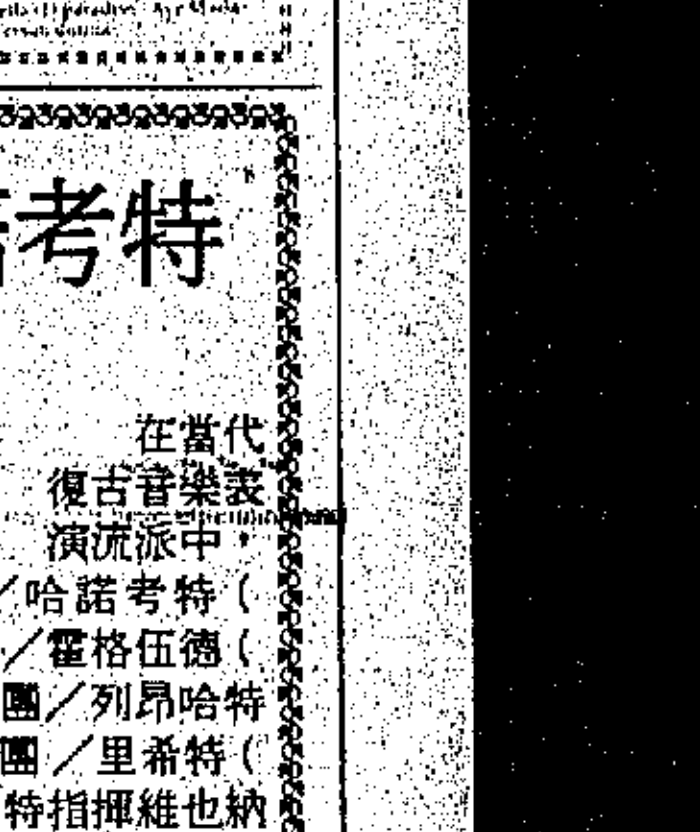 考特
在當代
復古音樂表
演流派中，
／哈諾考特（
／霍格伍德（
團／列昂哈特
團／里希特（
特指揮維也納